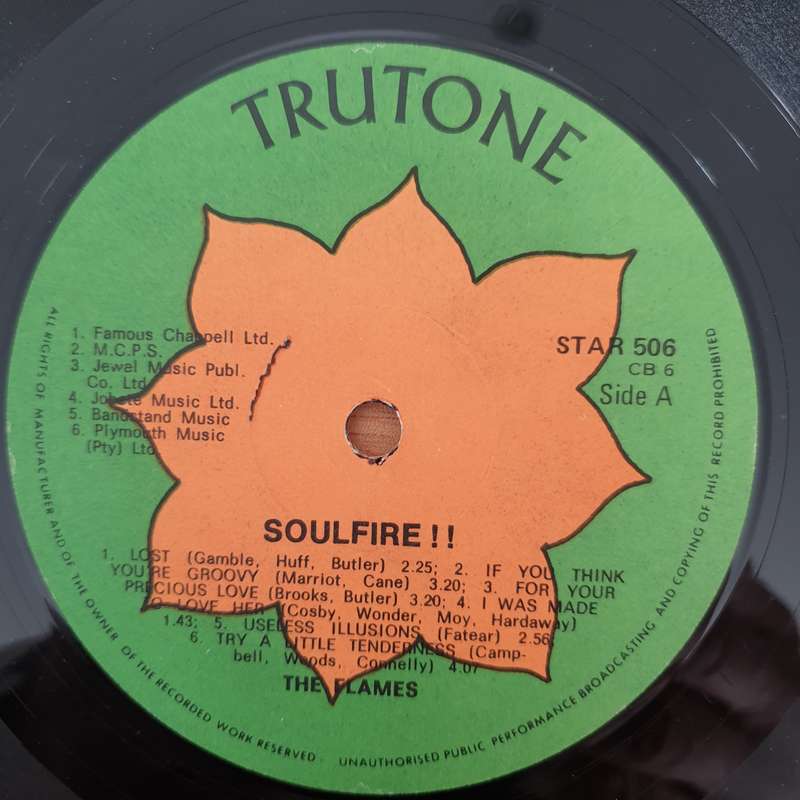 TRUTONE
1. Famous Chappell Ltd.
2. M.C.P.S.
3. Jewel Music Publ.
Co. Ltd.
4. Jobete Music Ltd.
5. Bandstand Music
6. Plymouth Music
(Pty) Ltd.
STAR 506
CB 6
Side A
SOULFIRE !!
1. LOST (Gamble, Huff, Butler) 2.25; 2. IF YOU THINK
YOU'RE GROOVY (Marriot, Cane) 3.20; 3. FOR YOUR
PRECIOUS LOVE (Brooks, Butler) 3.20; 4. I WAS MADE
TO LOVE HER (Cosby, Wonder, Moy, Hardaway)
1.43; 5. USELESS ILLUSIONS (Fatear) 2.56;
6. TRY A LITTLE TENDERNESS (Camp-
bell, Woods, Connelly) 4.07
THE FLAMES
ALL RIGHTS OF MANUFACTURER AND OF THE OWNER OF THE RECORDED WORK RESERVED · UNAUTHORISED PUBLIC PERFORMANCE BROADCASTING AND COPYING OF THIS RECORD PROHIBITED